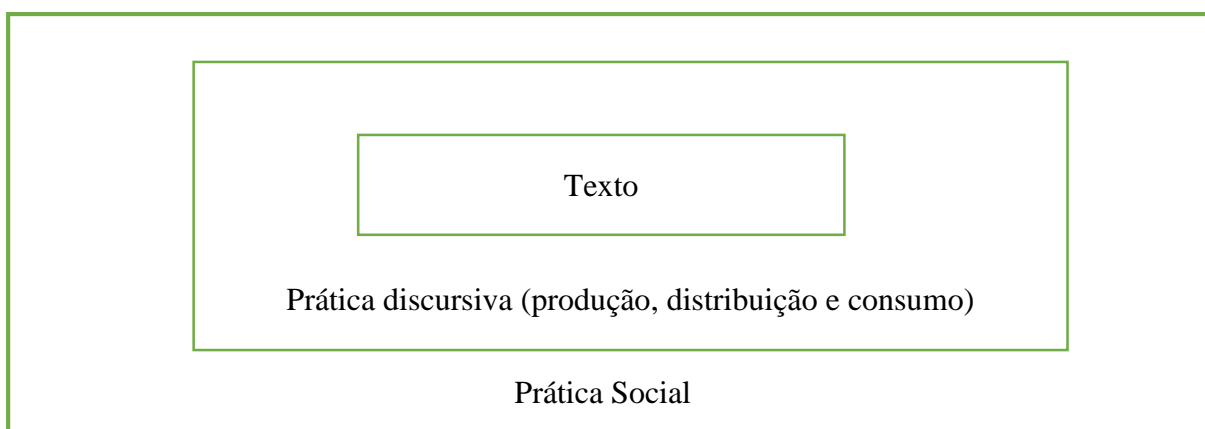 Texto
Prática discursiva (produção, distribuição e consumo)
Prática Social